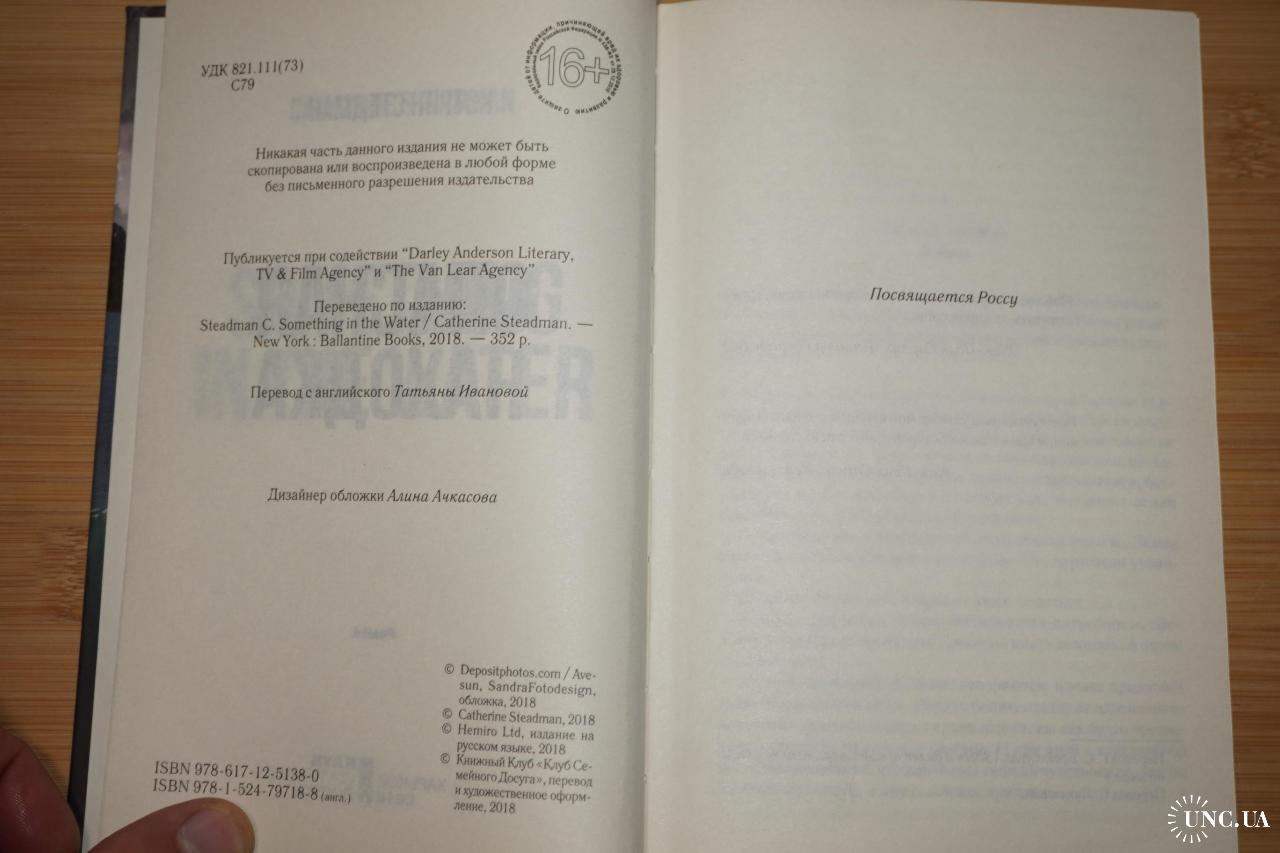 УДК 821.111(73)
С79
16+
Никакая часть данного издания не может быть
скопирована или воспроизведена в любой форме
без письменного разрешения издательства
Публикуется при содействии “Darley Anderson Literary,
TV & Film Agency” и “The Van Lear Agency”
Переведено по изданию:
Steadman C. Something in the Water / Catherine Steadman. —
New York : Ballantine Books, 2018. — 352 p.
Перевод с английского Татьяны Ивановой
Дизайнер обложки Алина Ачкасова
© Depositphotos.com / Ave-
sun, SandraFotodesign,
обложка, 2018
© Catherine Steadman, 2018
© Hemiro Ltd, издание на
русском языке, 2018
© Книжный Клуб «Клуб Се-
мейного Досуга», перевод
и художественное оформ-
ление, 2018
ISBN 978-617-12-5138-0
ISBN 978-1-524-79718-8 (англ.)
Посвящается Россу
UNC.UA